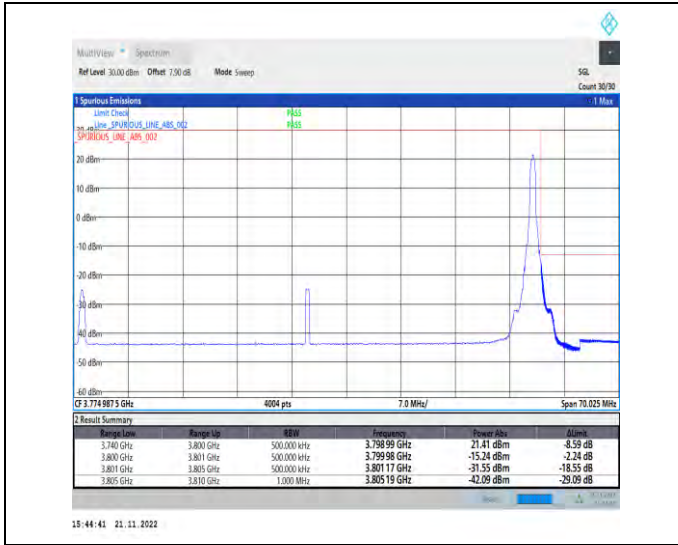 MultiView Spectrum
Ref Level 30.00 dBm Offset 7.90 dB Mode Sweep SGL
Count 30/30
1 Spurious Emissions 1 Max
Limit Check PASS
Line _SPURIOUS_LINE_ABS_002 PASS
_SPURIOUS_LINE_ABS_002
20 dBm
10 dBm
0 dBm
-10 dBm
-20 dBm
-30 dBm
-40 dBm
-50 dBm
-60 dBm
CF 3.774 987 5 GHz 4004 pts 7.0 MHz/ Span 70.025 MHz
2 Result Summary
Range Low Range Up RBW Frequency Power Abs ΔLimit
3.740 GHz 3.800 GHz 500.000 kHz 3.798 99 GHz 21.41 dBm -8.59 dB
3.800 GHz 3.801 GHz 500.000 kHz 3.799 98 GHz -15.24 dBm -2.24 dB
3.801 GHz 3.805 GHz 500.000 kHz 3.801 17 GHz -31.55 dBm -18.55 dB
3.805 GHz 3.810 GHz 1.000 MHz 3.805 19 GHz -42.09 dBm -29.09 dB
15:44:41 21.11.2022